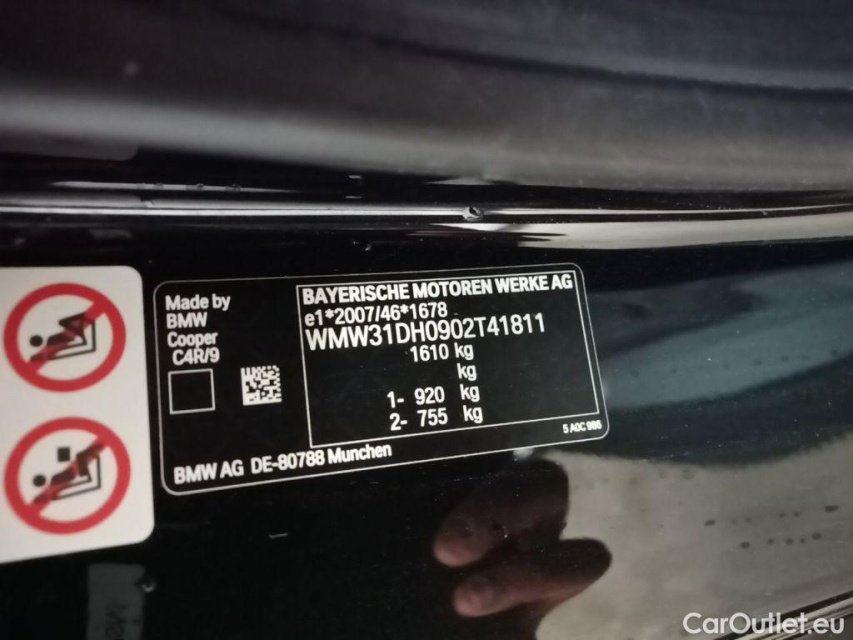 Made by
BMW
Cooper
C4R/9
BAYERISCHE MOTOREN WERKE AG
e1*2007/46*1678
WMW31DH0902T41811
1610 kg
kg
1- 920 kg
2- 755 kg
5 A0C 986
BMW AG DE-80788 Munchen
CarOutlet.eu